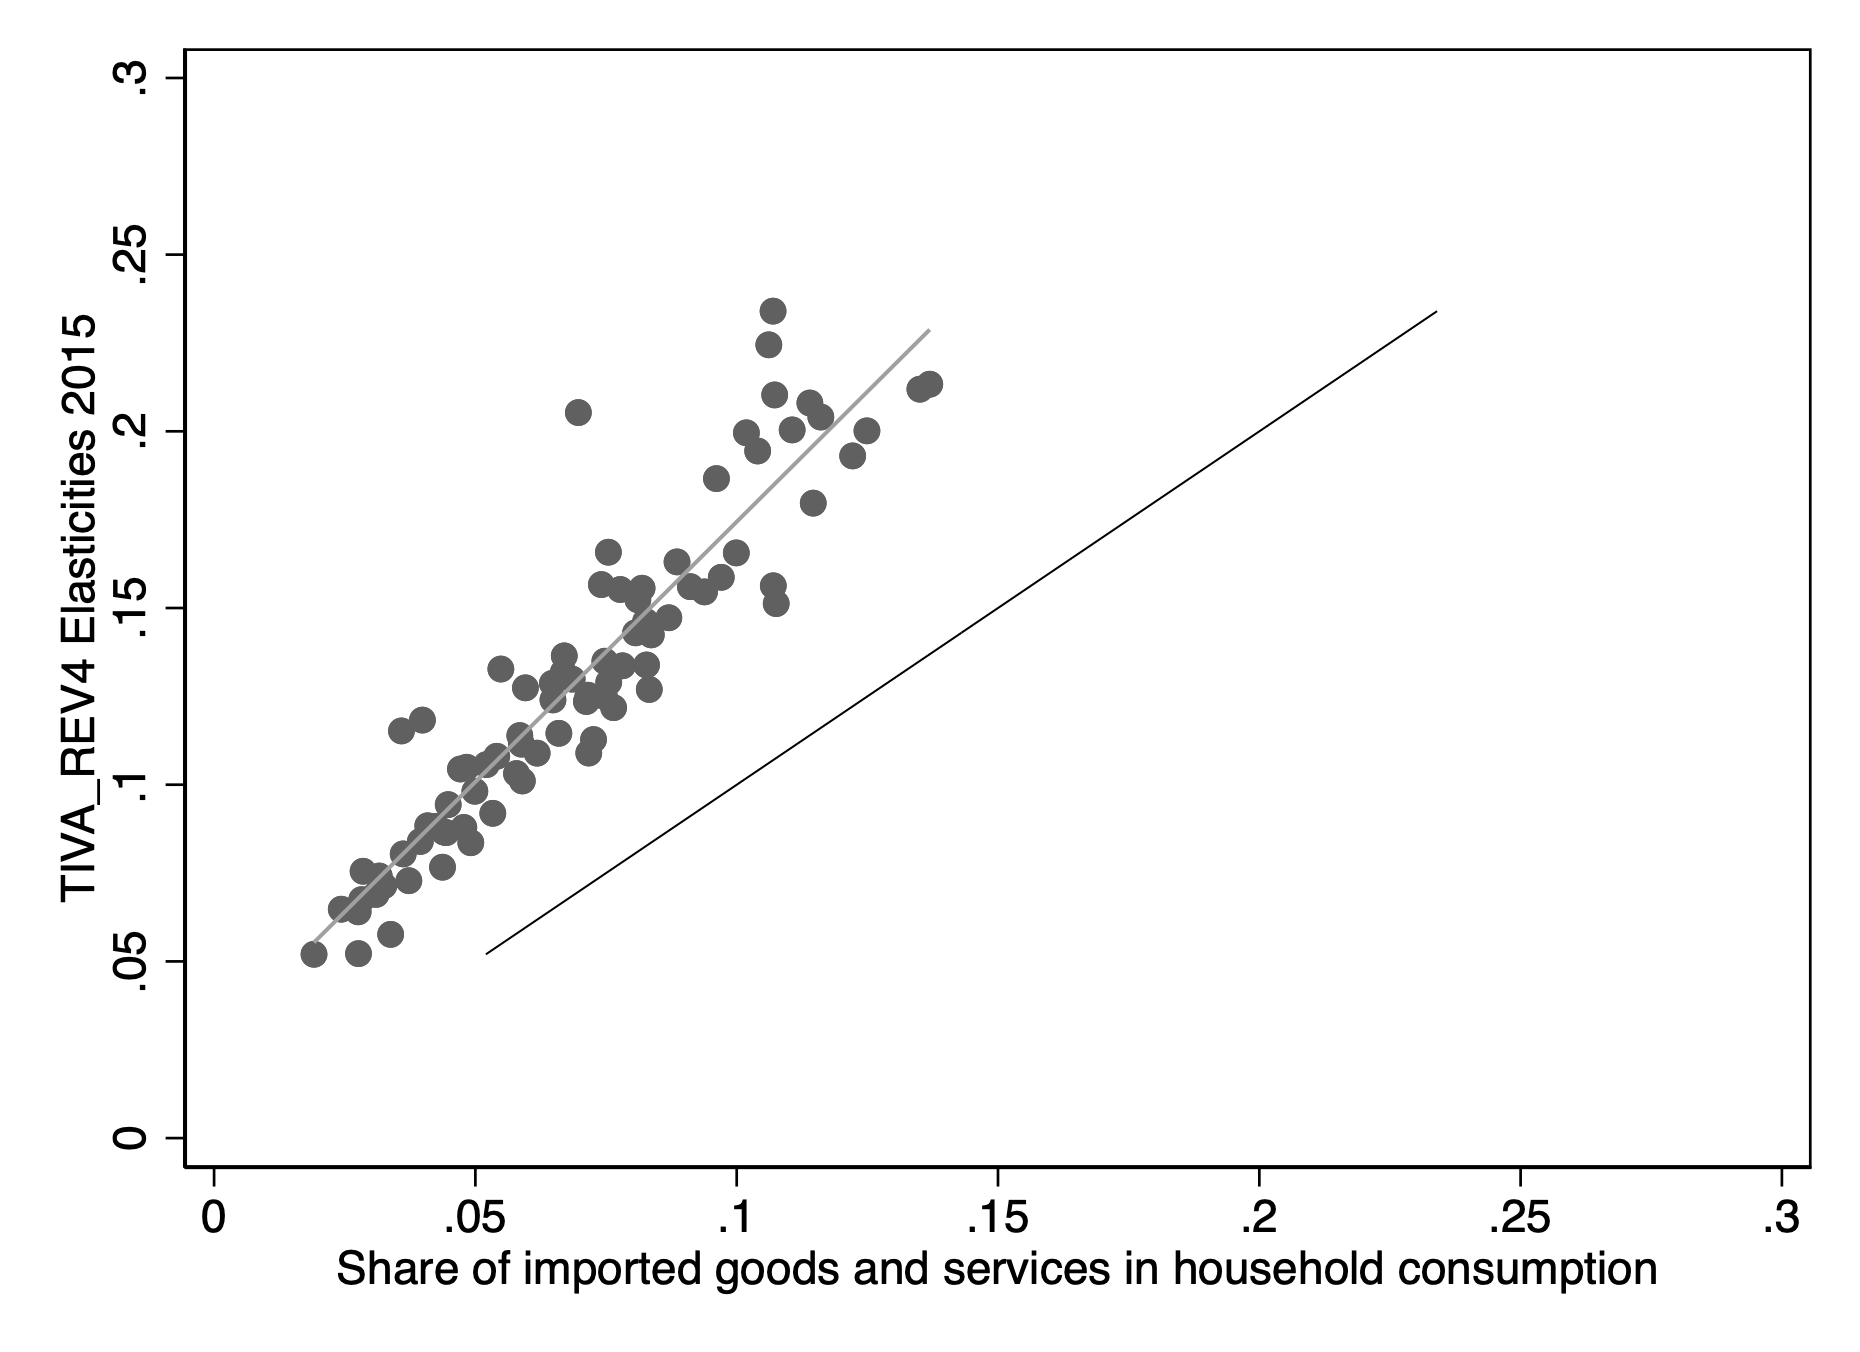 .3
.25
.2
.15
.1
.05
0
TIVA_REV4 Elasticities 2015
0 .05 .1 .15 .2 .25 .3
Share of imported goods and services in household consumption